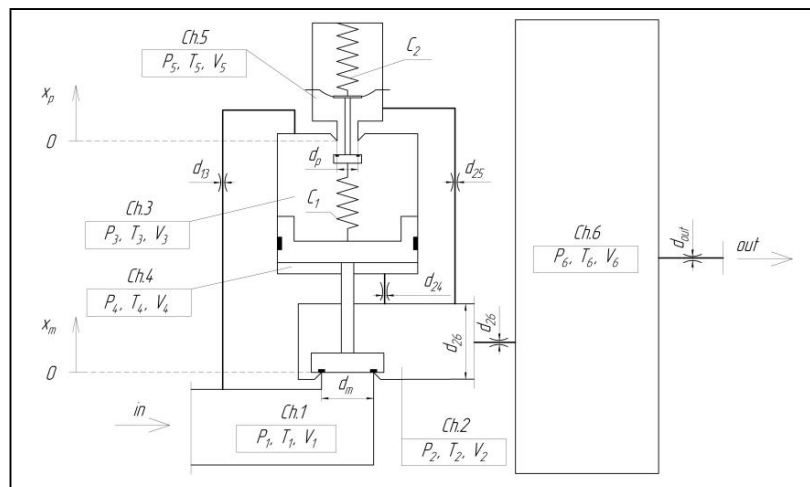 Ch.5
P5, T5, V5
C2
xp
0
dp
d13
d25
C1
Ch.3
P3, T3, V3
Ch.4
P4, T4, V4
d24
xm
0
d26
d26
dm
in
Ch.1
P1, T1, V1
Ch.2
P2, T2, V2
Ch.6
P6, T6, V6
dout
out